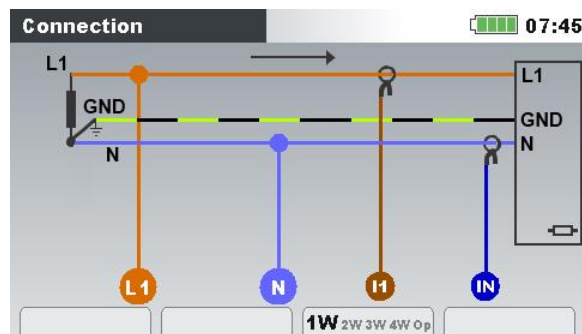 Connection 07:45
L1 L1
GND GND
N N
L1 N I1 IN
1W 2W 3W 4W Op